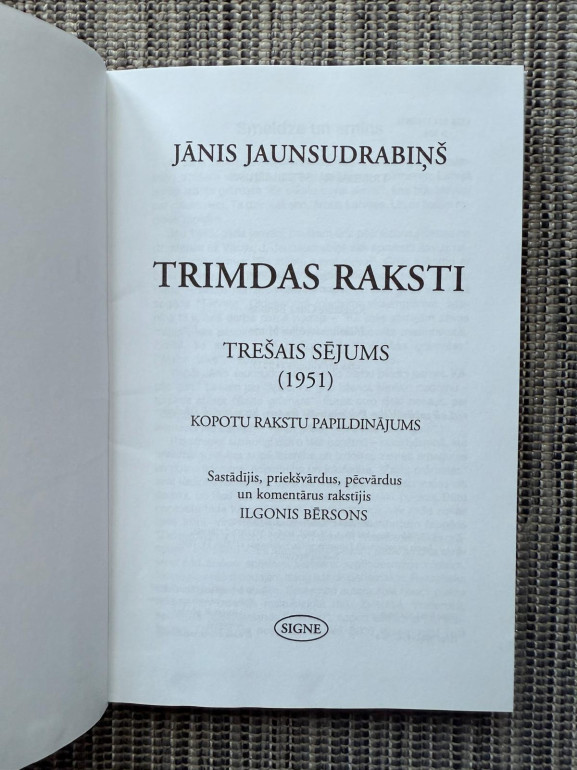 JĀNIS JAUNSUDRABIŅŠ
TRIMDAS RAKSTI
TREŠAIS SĒJUMS
(1951)
KOPOTU RAKSTU PAPILDINĀJUMS
Sastādījis, priekšvārdus, pēcvārdus
un komentārus rakstījis
ILGONIS BĒRSONS
SIGNE